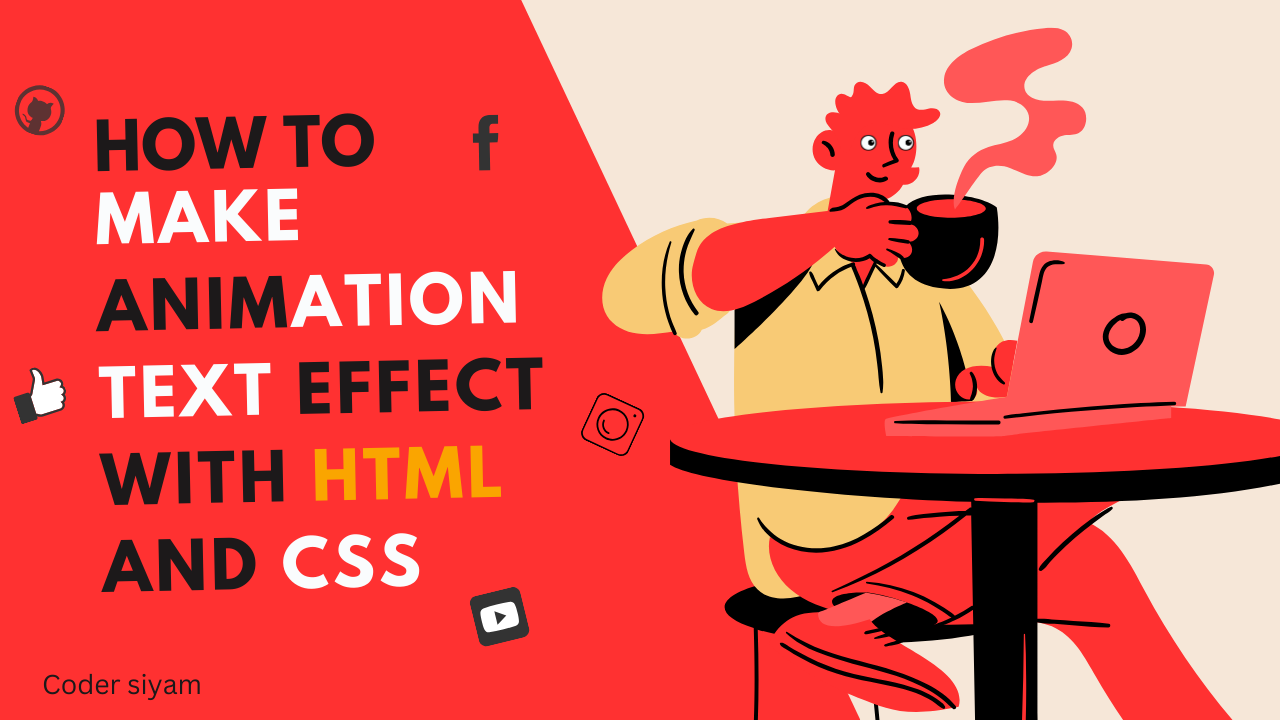 HOW TO
MAKE
ANIMATION
TEXT EFFECT
WITH HTML
AND CSS
Coder siyam